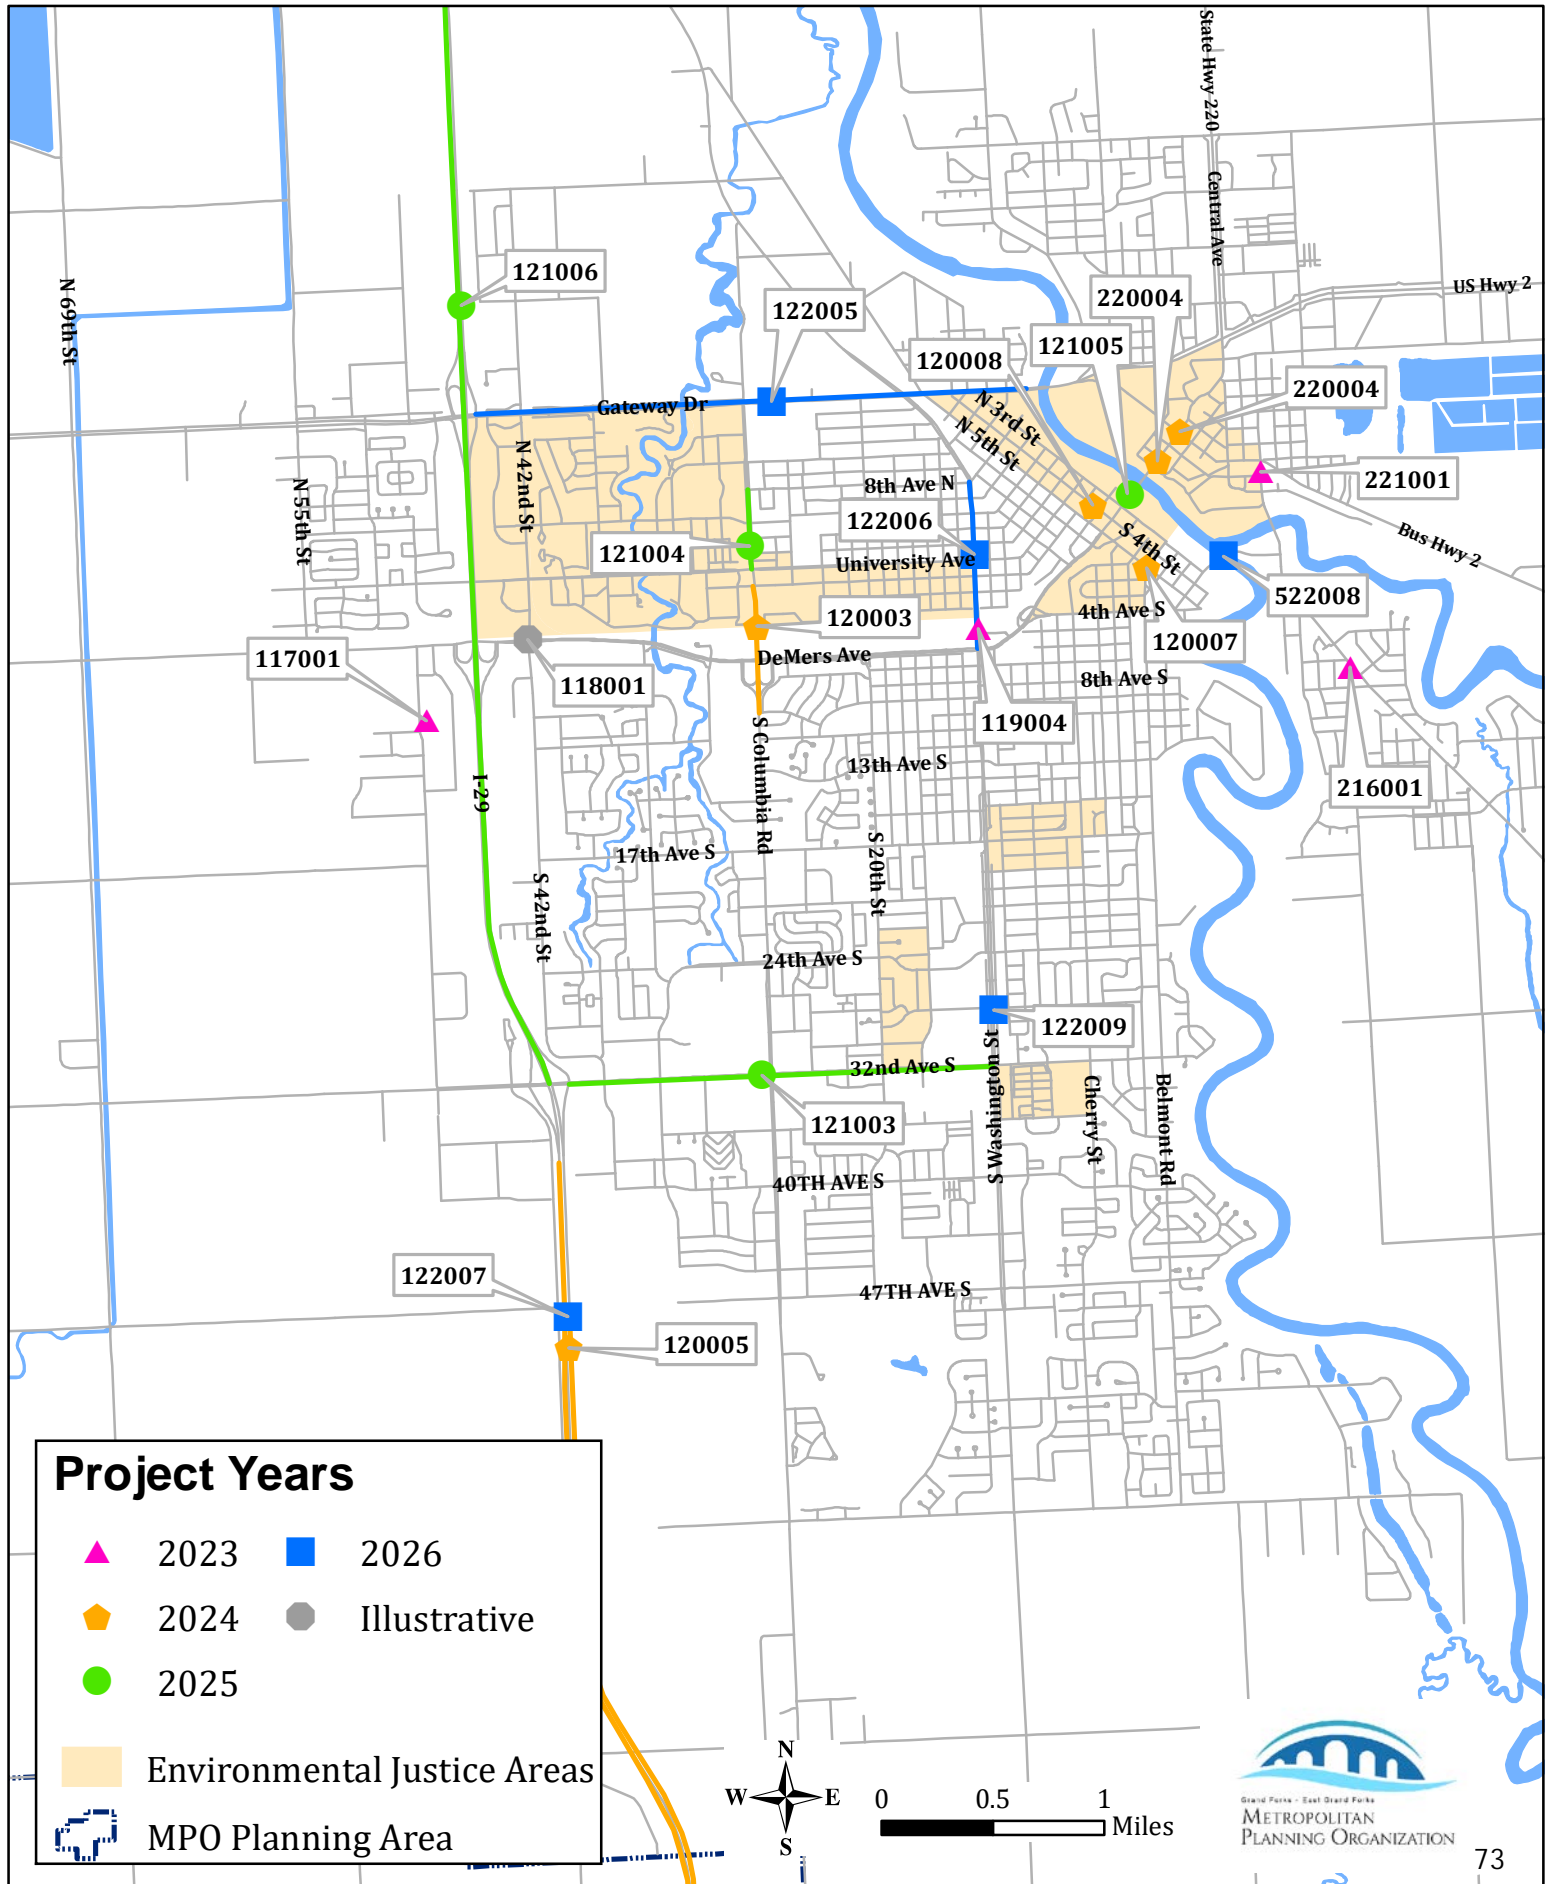 State Hwy 220
Central Ave
US Hwy 2
N 69th St
121006
122005
220004
120008
121005
220004
Gateway Dr
N 3rd St
N 5th St
N 42nd St
N 55th St
8th Ave N
221001
122006
Bus Hwy 2
121004
University Ave
S 4th St
522008
120003
4th Ave S
120007
117001
DeMers Ave
118001
8th Ave S
119004
S Columbia Rd
13th Ave S
216001
I-29
17th Ave S
S 20th St
S 42nd St
24th Ave S
122009
32nd Ave S
S Washington St
Cherry St
Belmont Rd
121003
40TH AVE S
122007
47TH AVE S
120005
Project Years
2023
2026
2024
Illustrative
2025
Environmental Justice Areas
MPO Planning Area
N
W
E
S
0
0.5
1
Miles
Grand Forks - East Grand Forks
METROPOLITAN
PLANNING ORGANIZATION
73